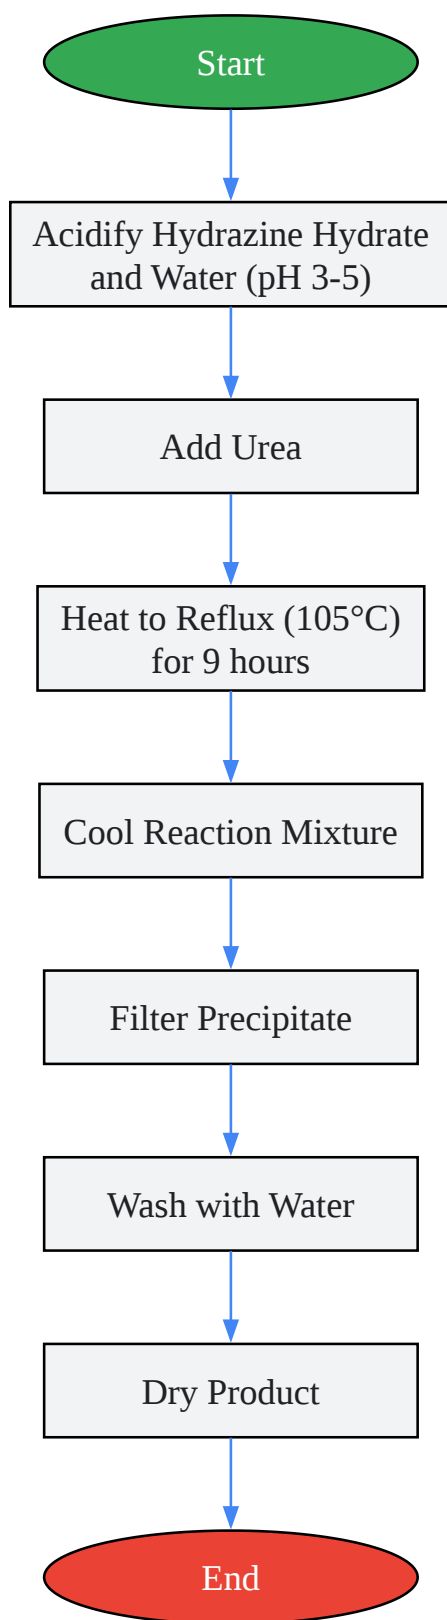 Start
Acidify Hydrazine Hydrate
and Water (pH 3-5)
Add Urea
Heat to Reflux (105°C)
for 9 hours
Cool Reaction Mixture
Filter Precipitate
Wash with Water
Dry Product
End